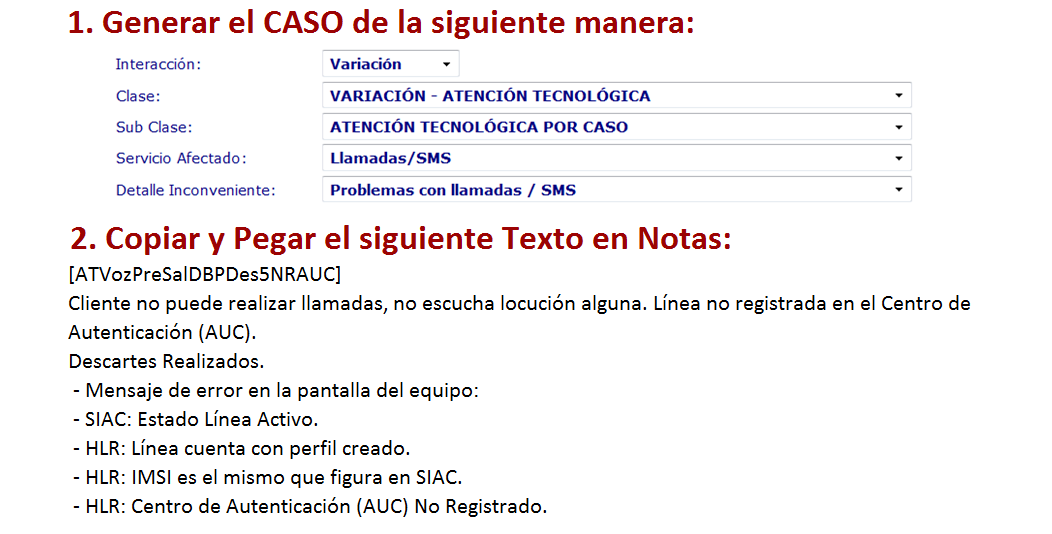 1. Generar el CASO de la siguiente manera:
Interacción: Variación
Clase: VARIACIÓN - ATENCIÓN TECNOLÓGICA
Sub Clase: ATENCIÓN TECNOLÓGICA POR CASO
Servicio Afectado: Llamadas/SMS
Detalle Inconveniente: Problemas con llamadas / SMS
2. Copiar y Pegar el siguiente Texto en Notas:
[ATVozPreSalDBPDes5NRAUC]
Cliente no puede realizar llamadas, no escucha locución alguna. Línea no registrada en el Centro de
Autenticación (AUC).
Descartes Realizados.
- Mensaje de error en la pantalla del equipo:
- SIAC: Estado Línea Activo.
- HLR: Línea cuenta con perfil creado.
- HLR: IMSI es el mismo que figura en SIAC.
- HLR: Centro de Autenticación (AUC) No Registrado.